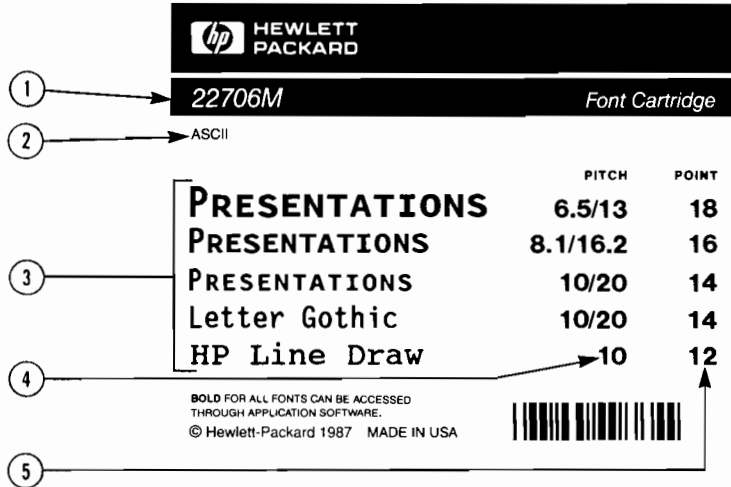 hp HEWLETT
PACKARD
1 22706M Font Cartridge
2 ASCII
PITCH POINT
PRESENTATIONS 6.5/13 18
PRESENTATIONS 8.1/16.2 16
3 PRESENTATIONS 10/20 14
Letter Gothic 10/20 14
HP Line Draw 10 12
4
BOLD FOR ALL FONTS CAN BE ACCESSED
THROUGH APPLICATION SOFTWARE.
© Hewlett-Packard 1987 MADE IN USA
5